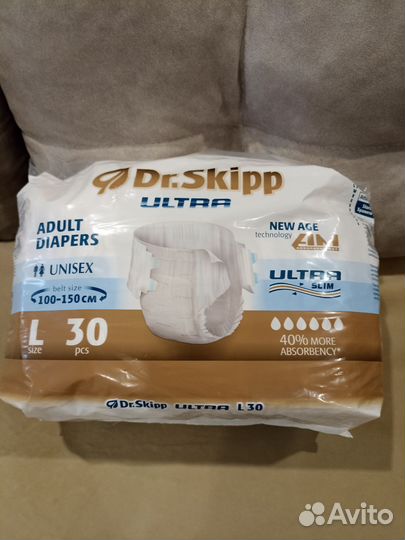 Dr.Skipp
ULTRA
ADULT
DIAPERS
UNISEX
belt size
100-150 CM
L
size
30
pcs
NEW AGE
technology
ULTRA
SLIM
40% MORE
ABSORBENCY*
Dr.Skipp ULTRA L 30
Avito